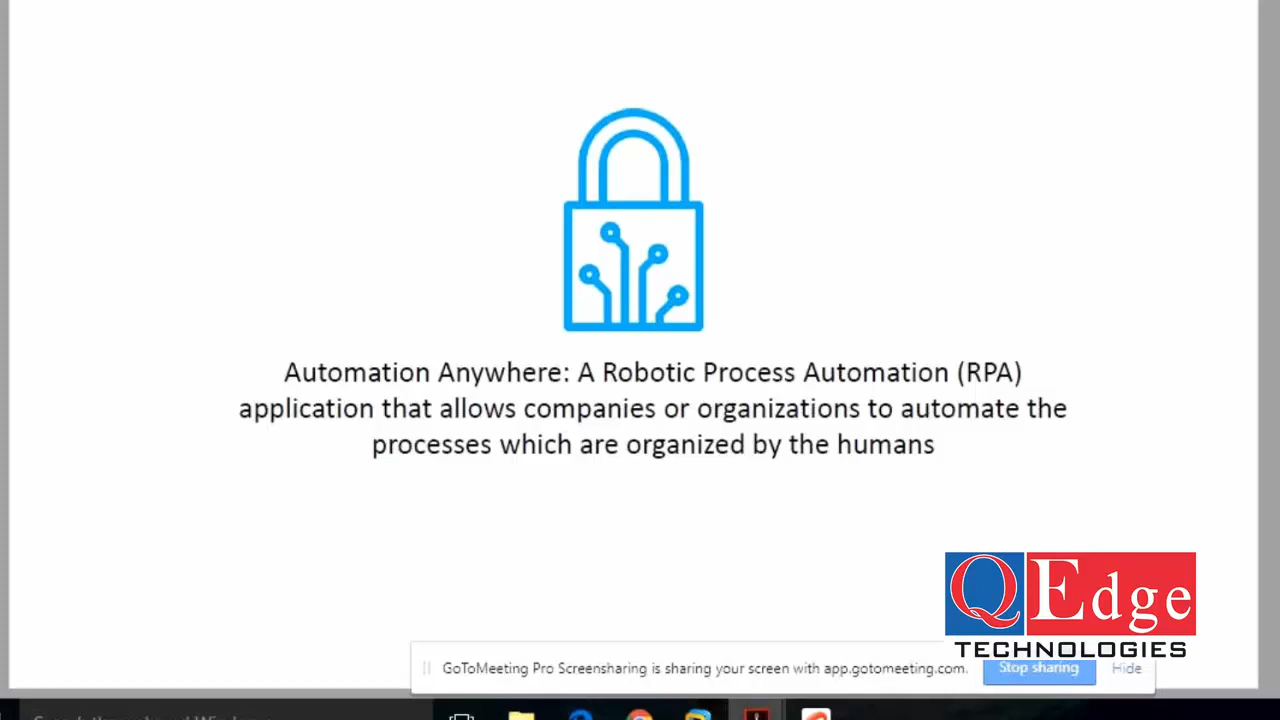 Automation Anywhere: A Robotic Process Automation (RPA)
application that allows companies or organizations to automate the
processes which are organized by the humans
QEdge
TECHNOLOGIES
GoToMeeting Pro Screensharing is sharing your screen with app.gotomeeting.com.
Stop sharing
Hide